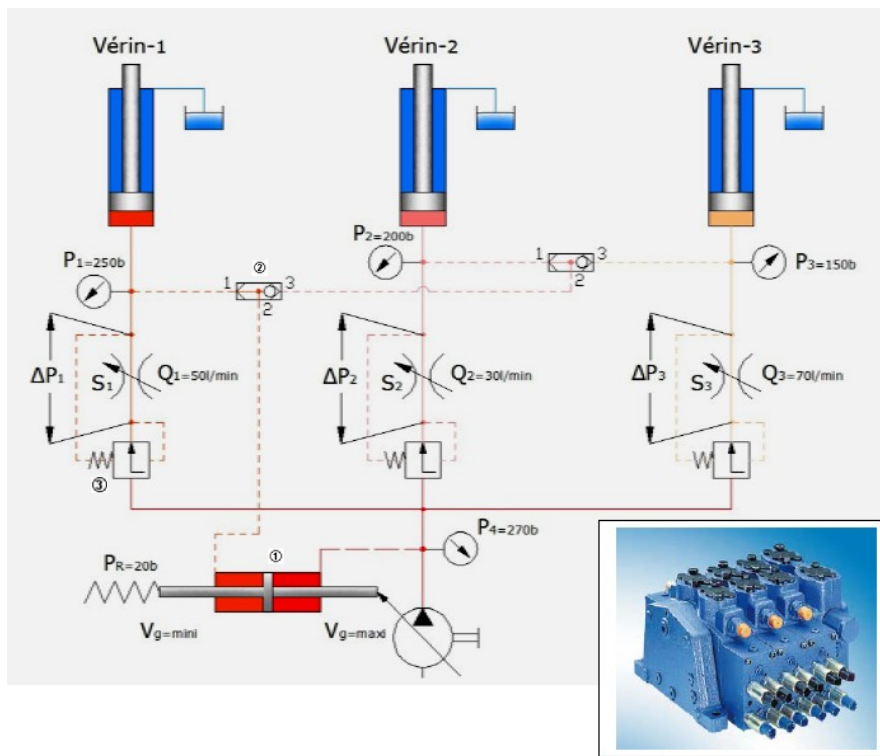 Vérin-1
Vérin-2
Vérin-3
P1=250b
②
1
3
2
P2=200b
1
3
2
P3=150b
ΔP1
S1
Q1=50l/min
ΔP2
S2
Q2=30l/min
ΔP3
S3
Q3=70l/min
③
①
P4=270b
PR=20b
Vg=mini
Vg=maxi